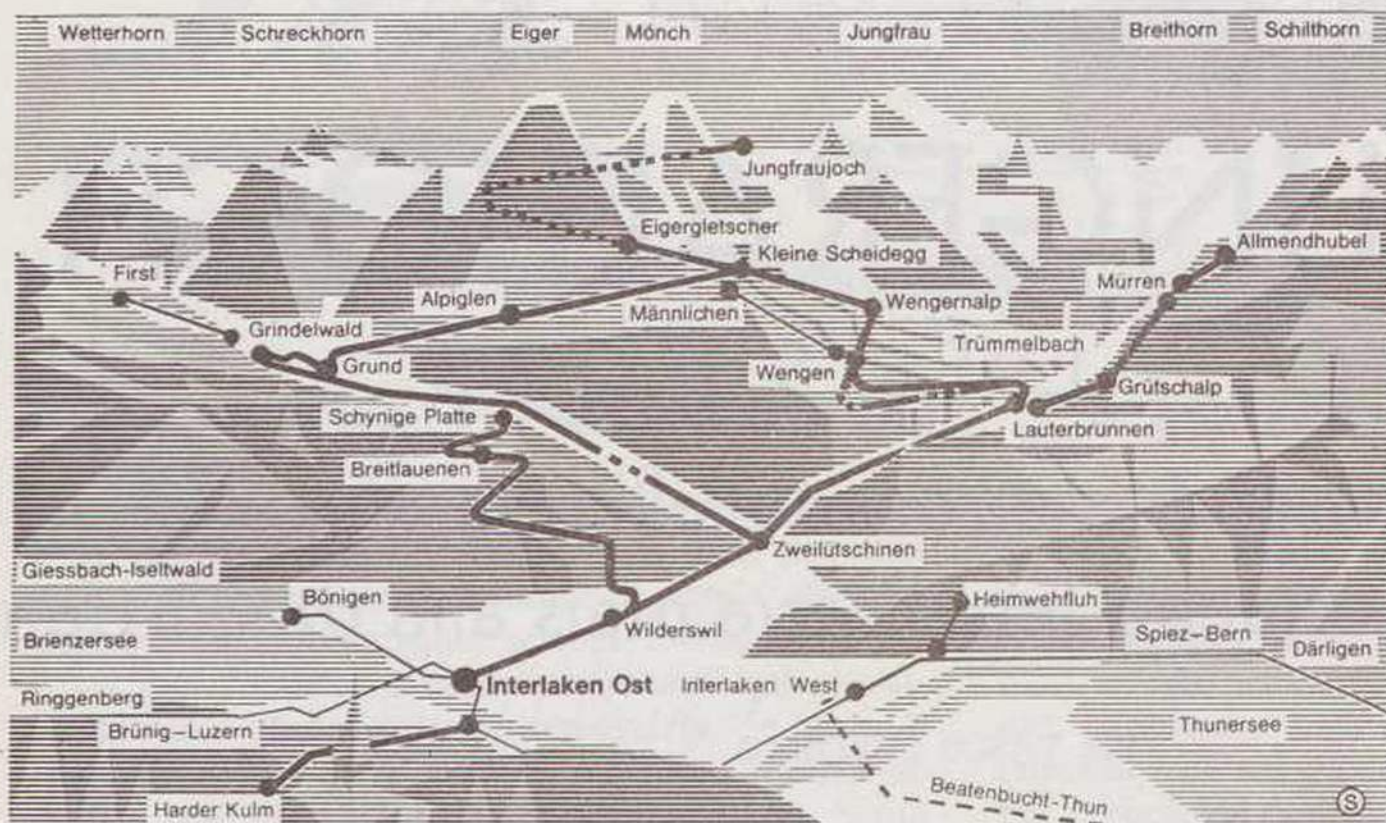 Wetterhorn
Schreckhorn
Eiger
Mönch
Jungfrau
Breithorn
Schilthorn
Jungfraujoch
Eigergletscher
Kleine Scheidegg
Allmendhubel
First
Mürren
Alpiglen
Männlichen
Wengernalp
Grindelwald
Trümmelbach
Grund
Wengen
Grütschalp
Schynige Platte
Lauterbrunnen
Breitlauenen
Zweilütschinen
Giessbach-Iseltwald
Bönigen
Heimwehfluh
Wilderswil
Brienzersee
Spiez–Bern
Därligen
Interlaken Ost
Interlaken West
Ringgenberg
Brünig–Luzern
Thunersee
Beatenbucht-Thun
Harder Kulm
S